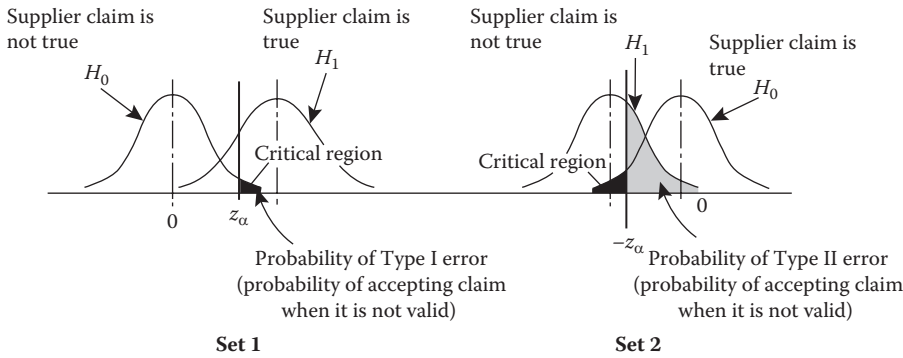 Supplier claim is
not true
Supplier claim is
true
H0
H1
Critical region
0
zα
Probability of Type I error
(probability of accepting claim
when it is not valid)
Set 1
Supplier claim is
not true
H1
Supplier claim is
true
H0
Critical region
0
−zα
Probability of Type II error
(probability of accepting claim
when it is not valid)
Set 2